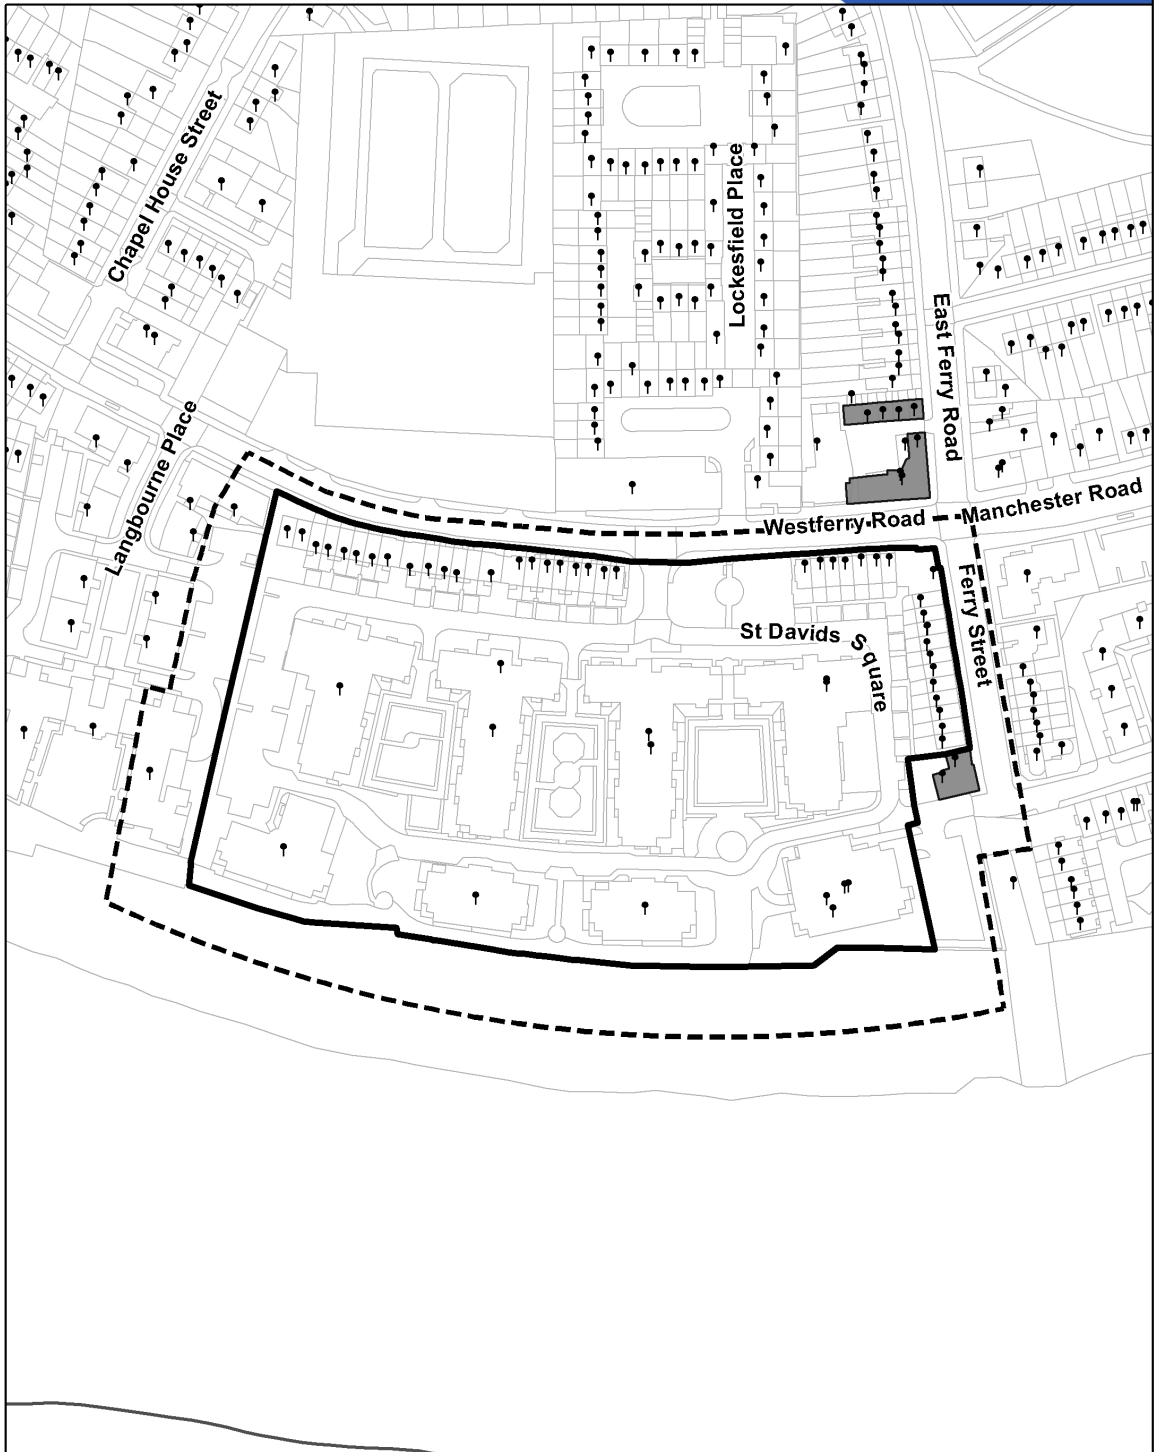 Chapel House Street
Lockesfield Place
East Ferry Road
Langbourne Place
Manchester Road
Westferry Road
Ferry Street
St Davids Square